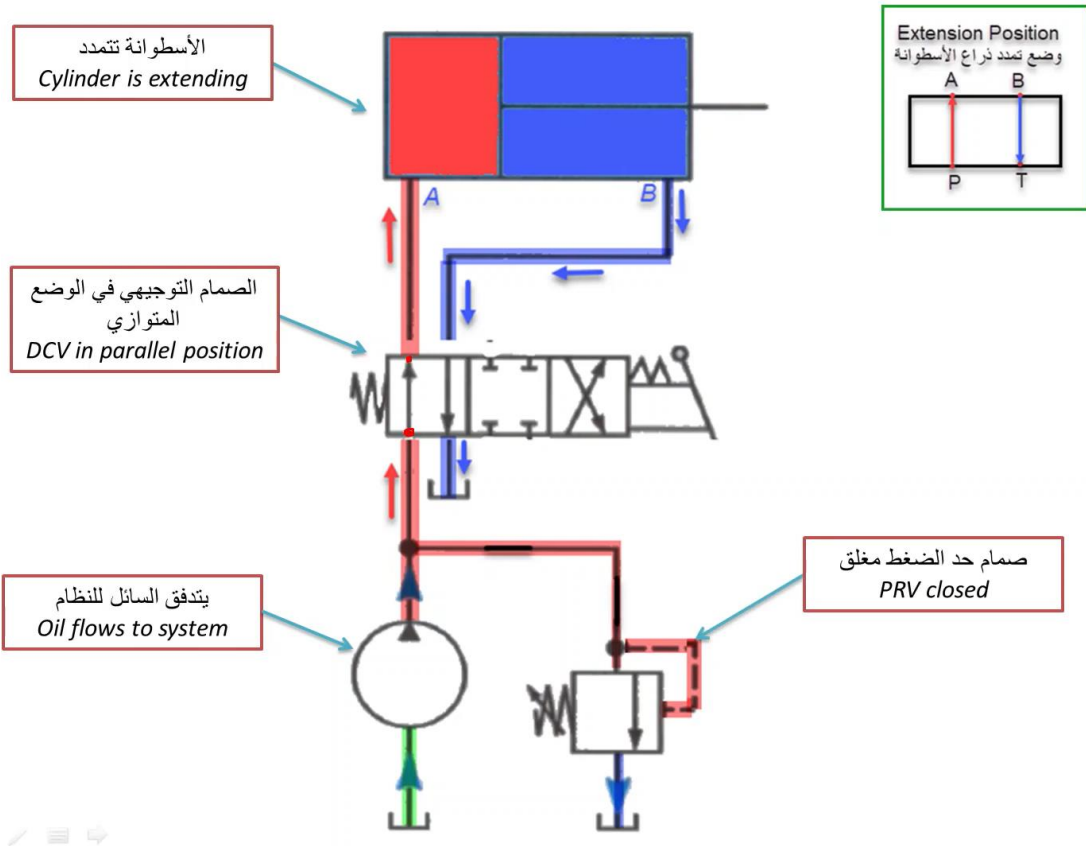 الأسطوانة تتمدد
Cylinder is extending
Extension Position
وضع تمدد ذراع الأسطوانة
A B
P T
A B
الصمام التوجيهي في الوضع
المتوازي
DCV in parallel position
صمام حد الضغط مغلق
PRV closed
يتدفق السائل للنظام
Oil flows to system